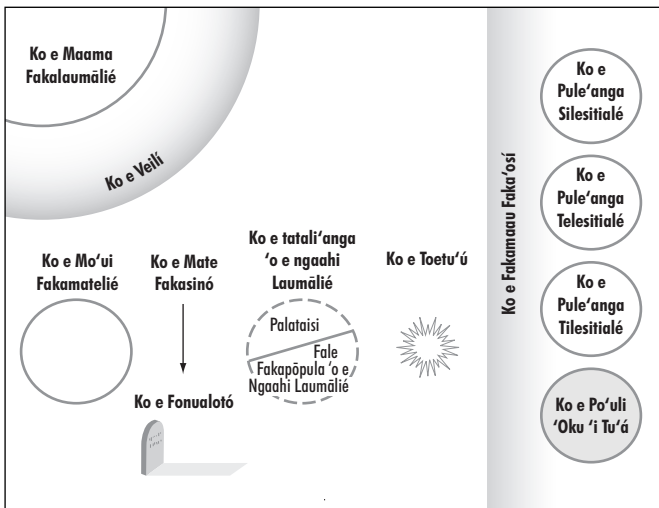 Ko e Maama
Fakalaumālié
Ko e Veilí
Ko e Mo‘ui
Fakamatelié
Ko e Mate
Fakasinó
Ko e Fonualotó
Ko e tatali‘anga
‘o e ngaahi
Laumālié
Palataisi
Fale
Fakapōpula ‘o e
Ngaahi Laumālié
Ko e Toetu‘ú
Ko e Fakamaau Faka‘osí
Ko e
Pule‘anga
Silesitialé
Ko e
Pule‘anga
Telesitialé
Ko e
Pule‘anga
Tilesitialé
Ko e Po‘uli
‘Oku ‘i Tu‘á